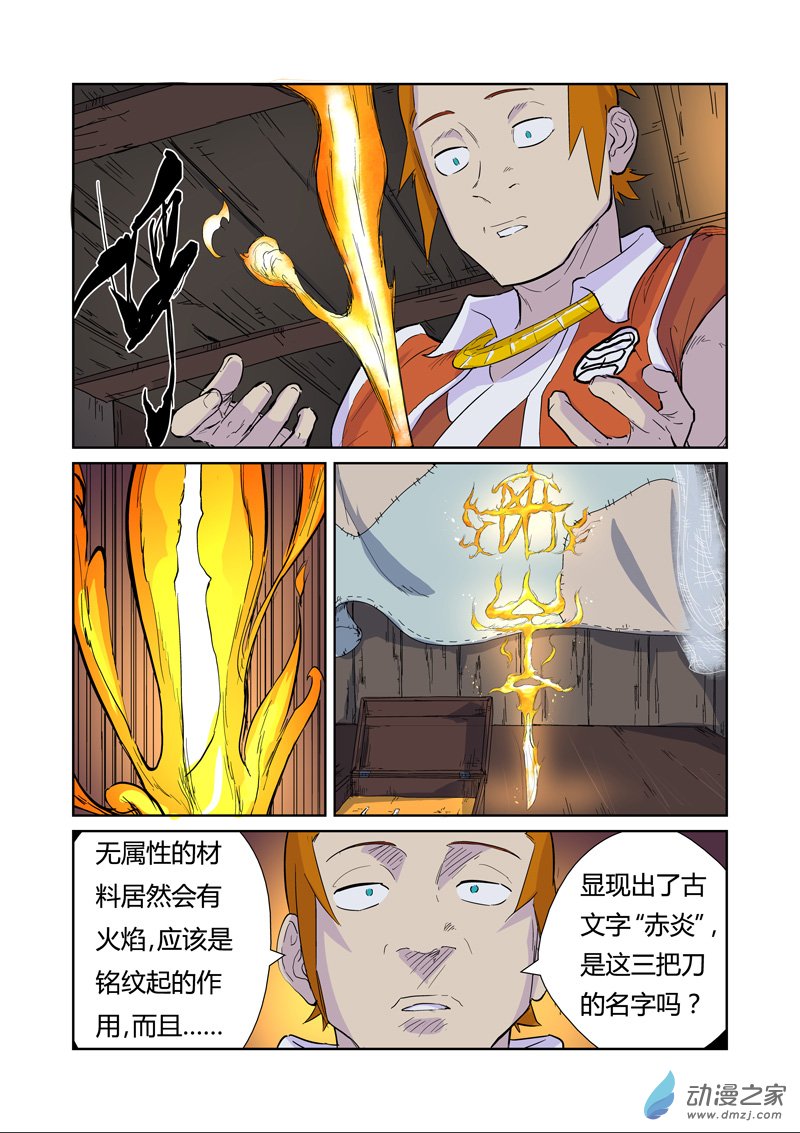 无属性的材
料居然会有
火焰，应该是
铭纹起的作
用，而且……
显现出了古
文字“赤炎”，
是这三把刀
的名字吗？
动漫之家
www.dmzj.com